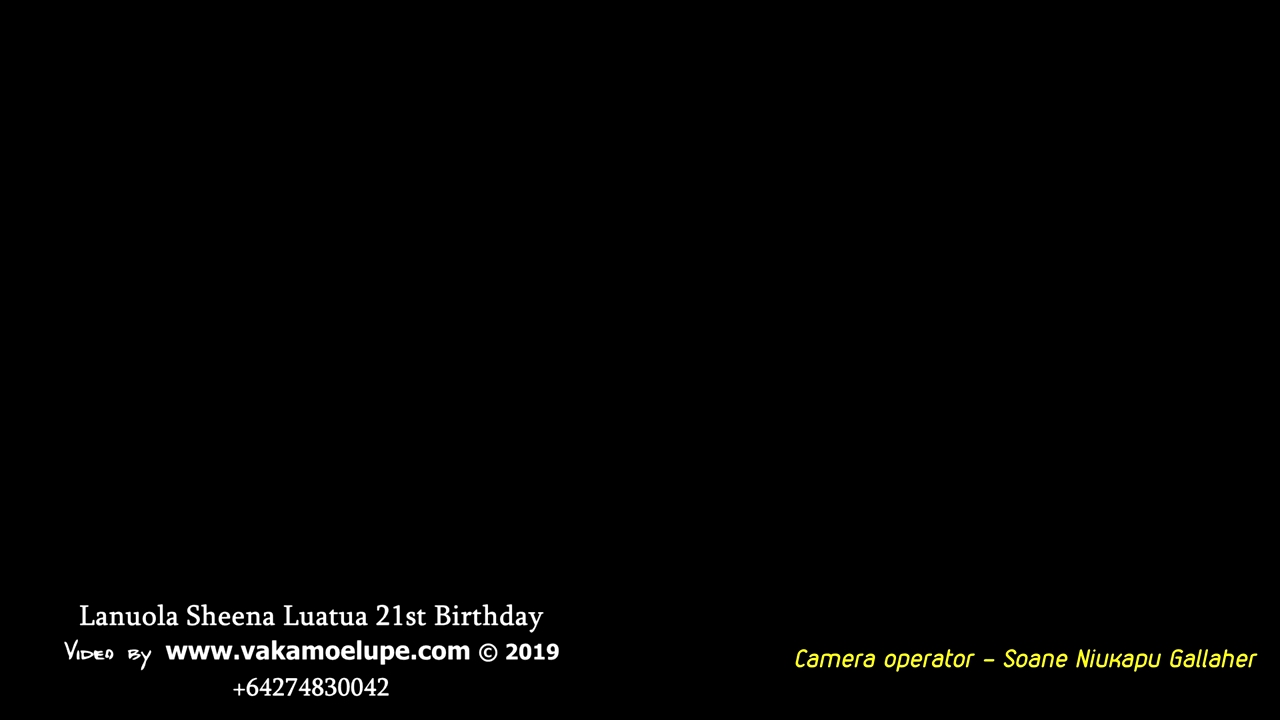 Lanuola Sheena Luatua 21st Birthday
Video by www.vakamoelupe.com © 2019
+64274830042
Camera operator - Soane Niukapu Gallaher